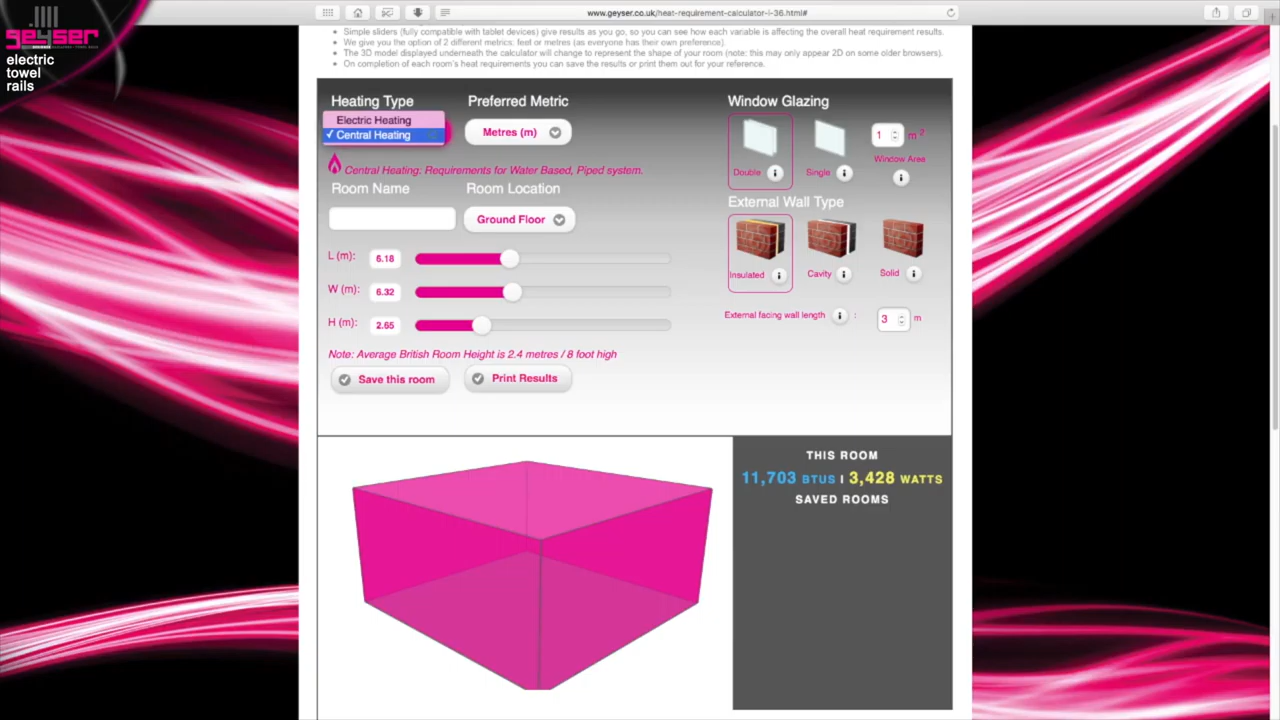 geyser
electric
towel
rails
www.geyser.co.uk/heat-requirement-calculator-i-36.html#
Simple sliders (fully compatible with tablet devices) give results as you go, so you can see how each variable is affecting the overall heat requirement results.
We give you the option of 2 different metrics: feet or metres (as everyone has their own preference).
The 3D model displayed underneath the calculator will change to represent the shape of your room (note: this may only appear 2D on some older browsers).
On completion of each room's heat requirements you can save the results or print them out for your reference.
Heating Type
Preferred Metric
Window Glazing
Electric Heating
✓ Central Heating
Metres (m)
1 m²
Double
Single
Window Area
Central Heating: Requirements for Water Based, Piped system.
Room Name
Room Location
External Wall Type
Ground Floor
L (m): 6.18
W (m): 6.32
H (m): 2.65
Insulated
Cavity
Solid
External facing wall length : 3 m
Note: Average British Room Height is 2.4 metres / 8 foot high
Save this room
Print Results
THIS ROOM
11,703 BTUS | 3,428 WATTS
SAVED ROOMS